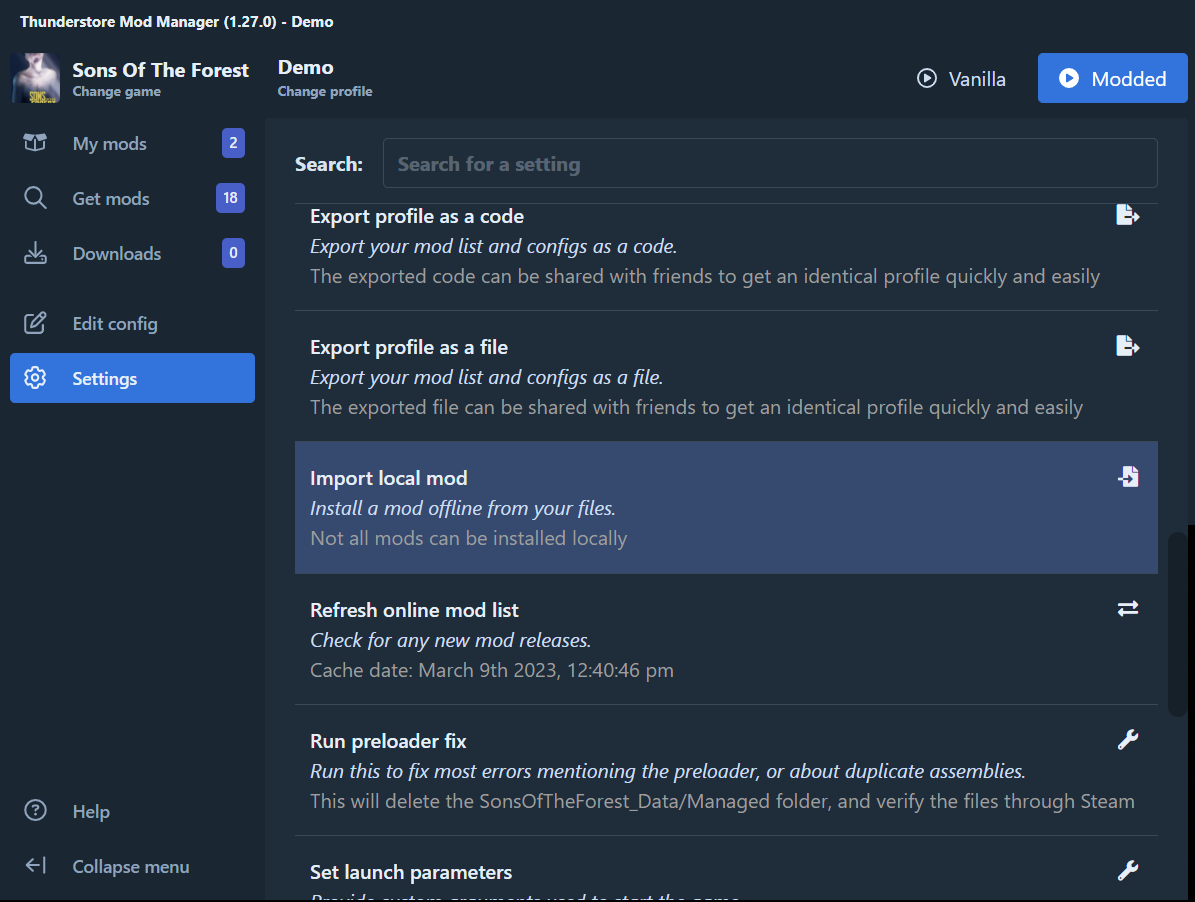 Thunderstore Mod Manager (1.27.0) - Demo
Sons Of The Forest
Change game
Demo
Change profile
Vanilla
Modded
My mods 2
Get mods 18
Downloads 0
Edit config
Settings
Help
Collapse menu
Search: Search for a setting
Export profile as a code
Export your mod list and configs as a code.
The exported code can be shared with friends to get an identical profile quickly and easily
Export profile as a file
Export your mod list and configs as a file.
The exported file can be shared with friends to get an identical profile quickly and easily
Import local mod
Install a mod offline from your files.
Not all mods can be installed locally
Refresh online mod list
Check for any new mod releases.
Cache date: March 9th 2023, 12:40:46 pm
Run preloader fix
Run this to fix most errors mentioning the preloader, or about duplicate assemblies.
This will delete the SonsOfTheForest_Data/Managed folder, and verify the files through Steam
Set launch parameters
Provide custom arguments used to start the game.